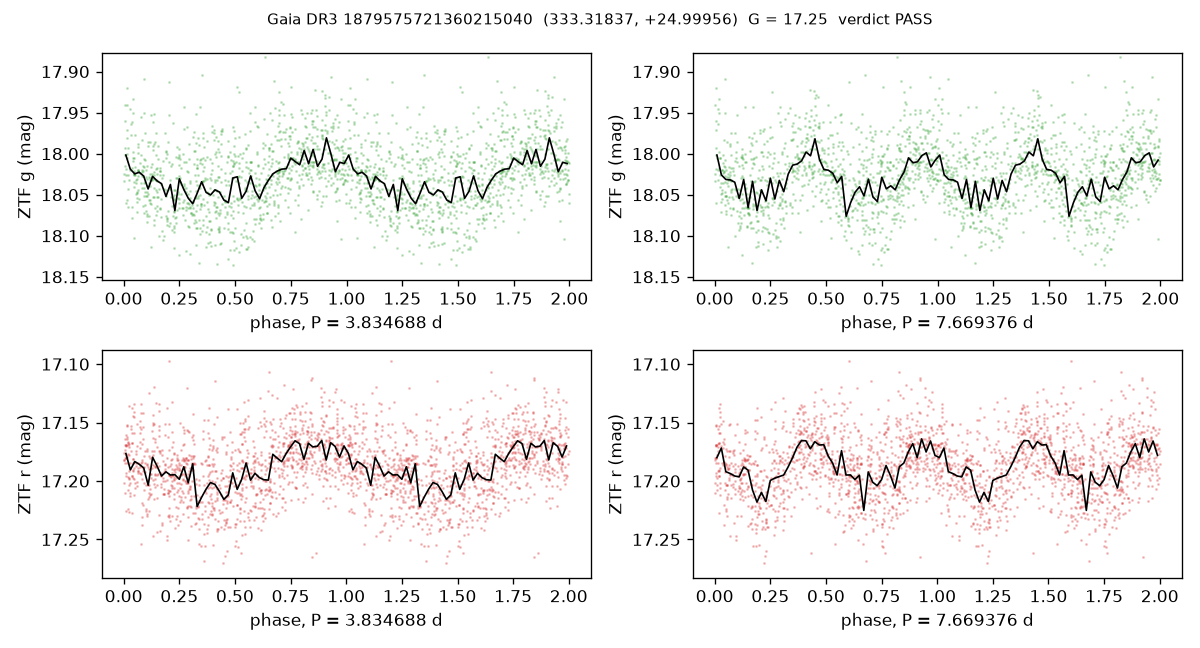 Gaia DR3 1879575721360215040 (333.31837, +24.99956) G = 17.25 verdict PASS
ZTF g (mag)
17.90
17.95
18.00
18.05
18.10
18.15
0.00 0.25 0.50 0.75 1.00 1.25 1.50 1.75 2.00
phase, P = 3.834688 d
ZTF g (mag)
17.90
17.95
18.00
18.05
18.10
18.15
0.00 0.25 0.50 0.75 1.00 1.25 1.50 1.75 2.00
phase, P = 7.669376 d
ZTF r (mag)
17.10
17.15
17.20
17.25
0.00 0.25 0.50 0.75 1.00 1.25 1.50 1.75 2.00
phase, P = 3.834688 d
ZTF r (mag)
17.10
17.15
17.20
17.25
0.00 0.25 0.50 0.75 1.00 1.25 1.50 1.75 2.00
phase, P = 7.669376 d